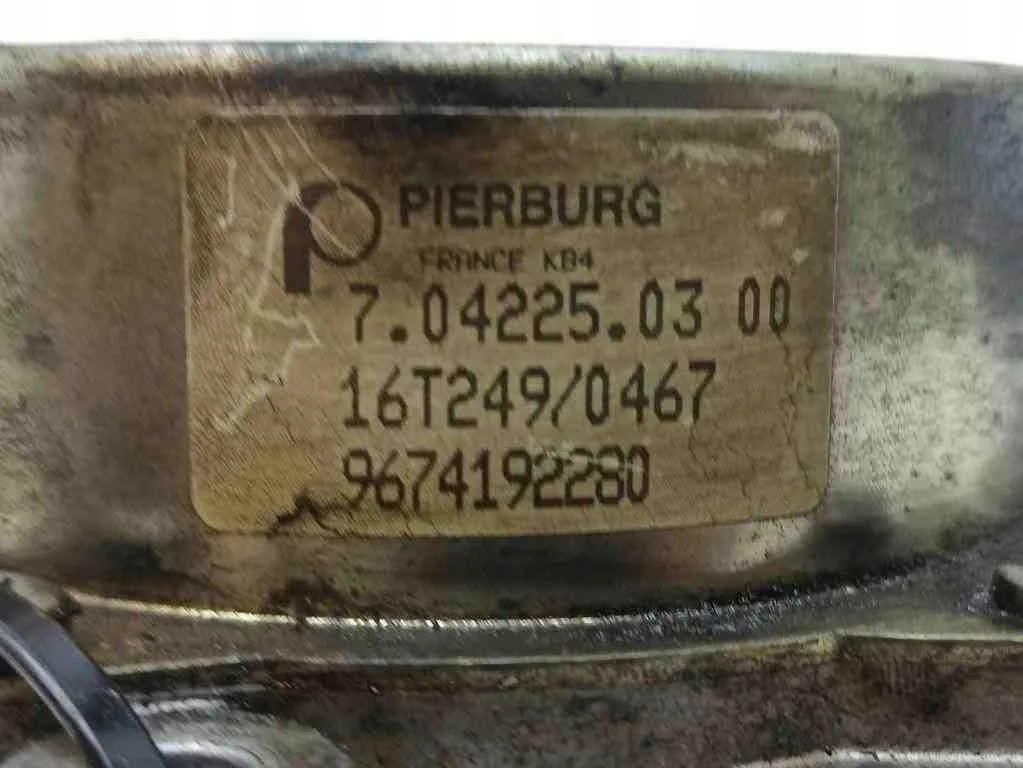 PIERBURG
FRANCE KB4
7.04225.03 00
16T249/0467
9674192280